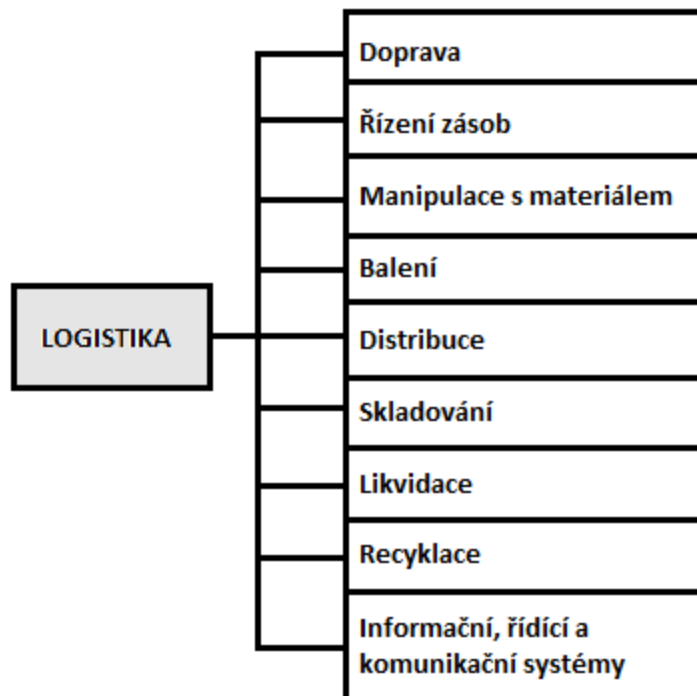 Doprava
Řízení zásob
Manipulace s materiálem
Balení
LOGISTIKA
Distribuce
Skladování
Likvidace
Recyklace
Informační, řídící a
komunikační systémy